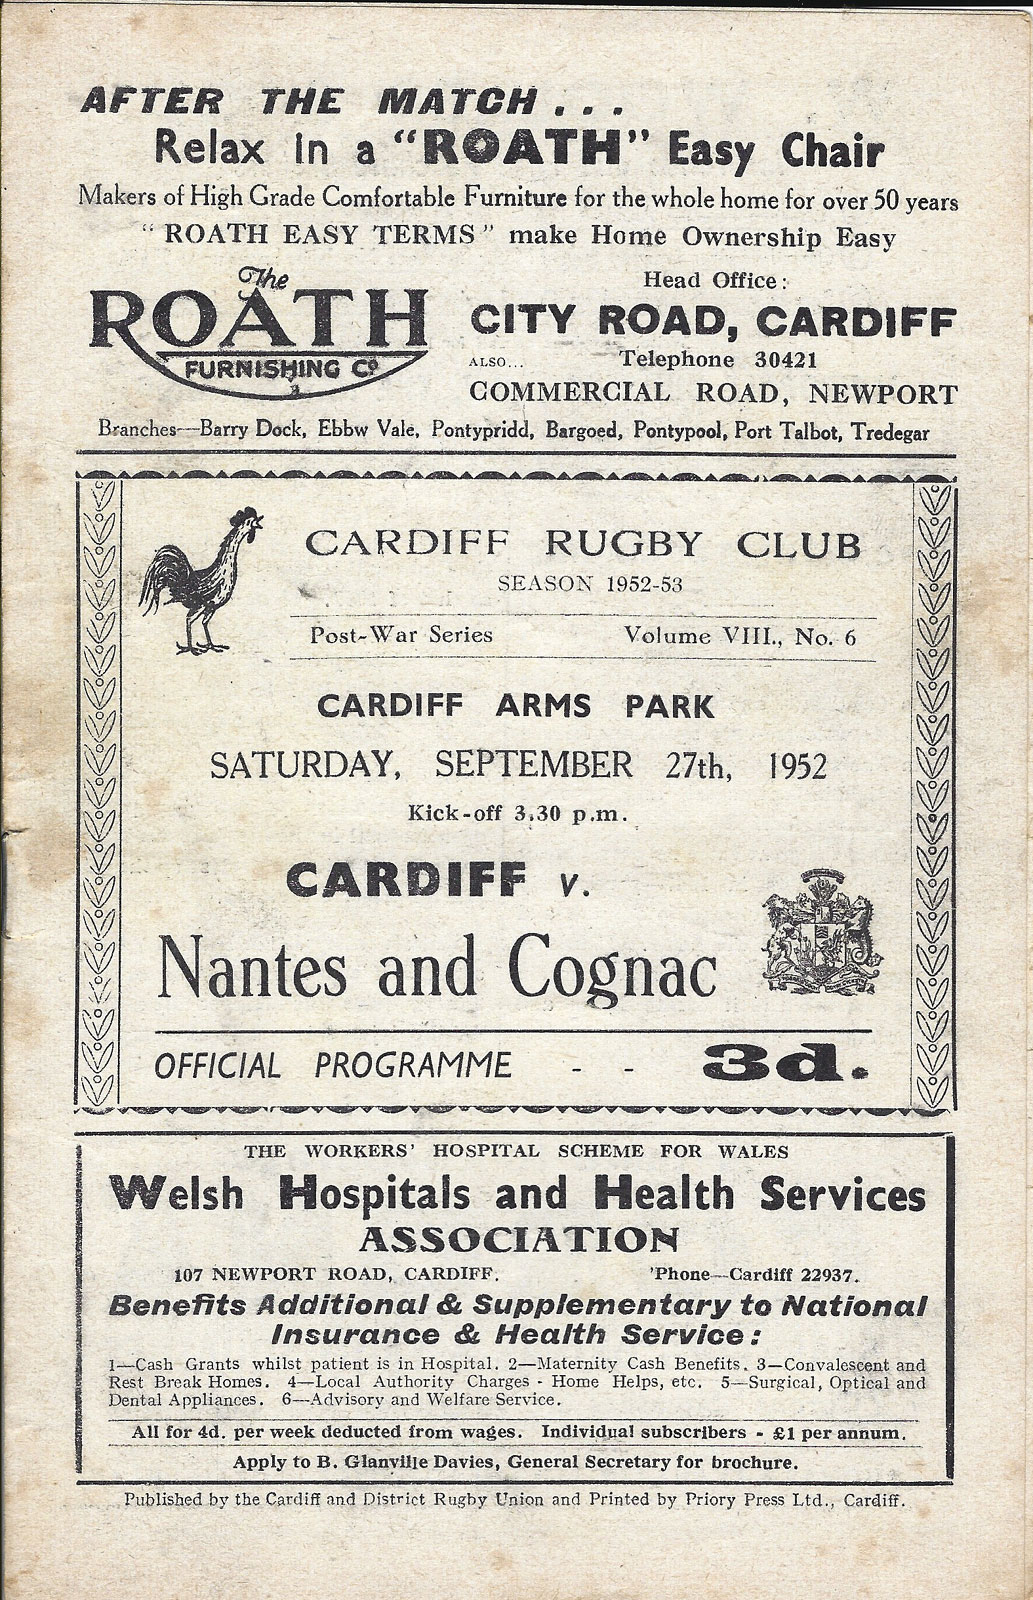 AFTER THE MATCH...
Relax in a "ROATH" Easy Chair
Makers of High Grade Comfortable Furniture for the whole home for over 50 years
"ROATH EASY TERMS" make Home Ownership Easy
The
ROATH
FURNISHING Co
Head Office:
CITY ROAD, CARDIFF
ALSO... Telephone 30421
COMMERCIAL ROAD, NEWPORT
Branches—Barry Dock, Ebbw Vale, Pontypridd, Bargoed, Pontypool, Port Talbot, Tredegar
CARDIFF RUGBY CLUB
SEASON 1952-53
Post-War Series Volume VIII., No. 6
CARDIFF ARMS PARK
SATURDAY, SEPTEMBER 27th, 1952
Kick-off 3.30 p.m.
CARDIFF v.
Nantes and Cognac
OFFICIAL PROGRAMME - - 3d.
THE WORKERS' HOSPITAL SCHEME FOR WALES
Welsh Hospitals and Health Services
ASSOCIATION
107 NEWPORT ROAD, CARDIFF. 'Phone—Cardiff 22937.
Benefits Additional & Supplementary to National
Insurance & Health Service:
1—Cash Grants whilst patient is in Hospital. 2—Maternity Cash Benefits. 3—Convalescent and
Rest Break Homes. 4—Local Authority Charges - Home Helps, etc. 5—Surgical, Optical and
Dental Appliances. 6—Advisory and Welfare Service.
All for 4d. per week deducted from wages. Individual subscribers - £1 per annum.
Apply to B. Glanville Davies, General Secretary for brochure.
Published by the Cardiff and District Rugby Union and Printed by Priory Press Ltd., Cardiff.